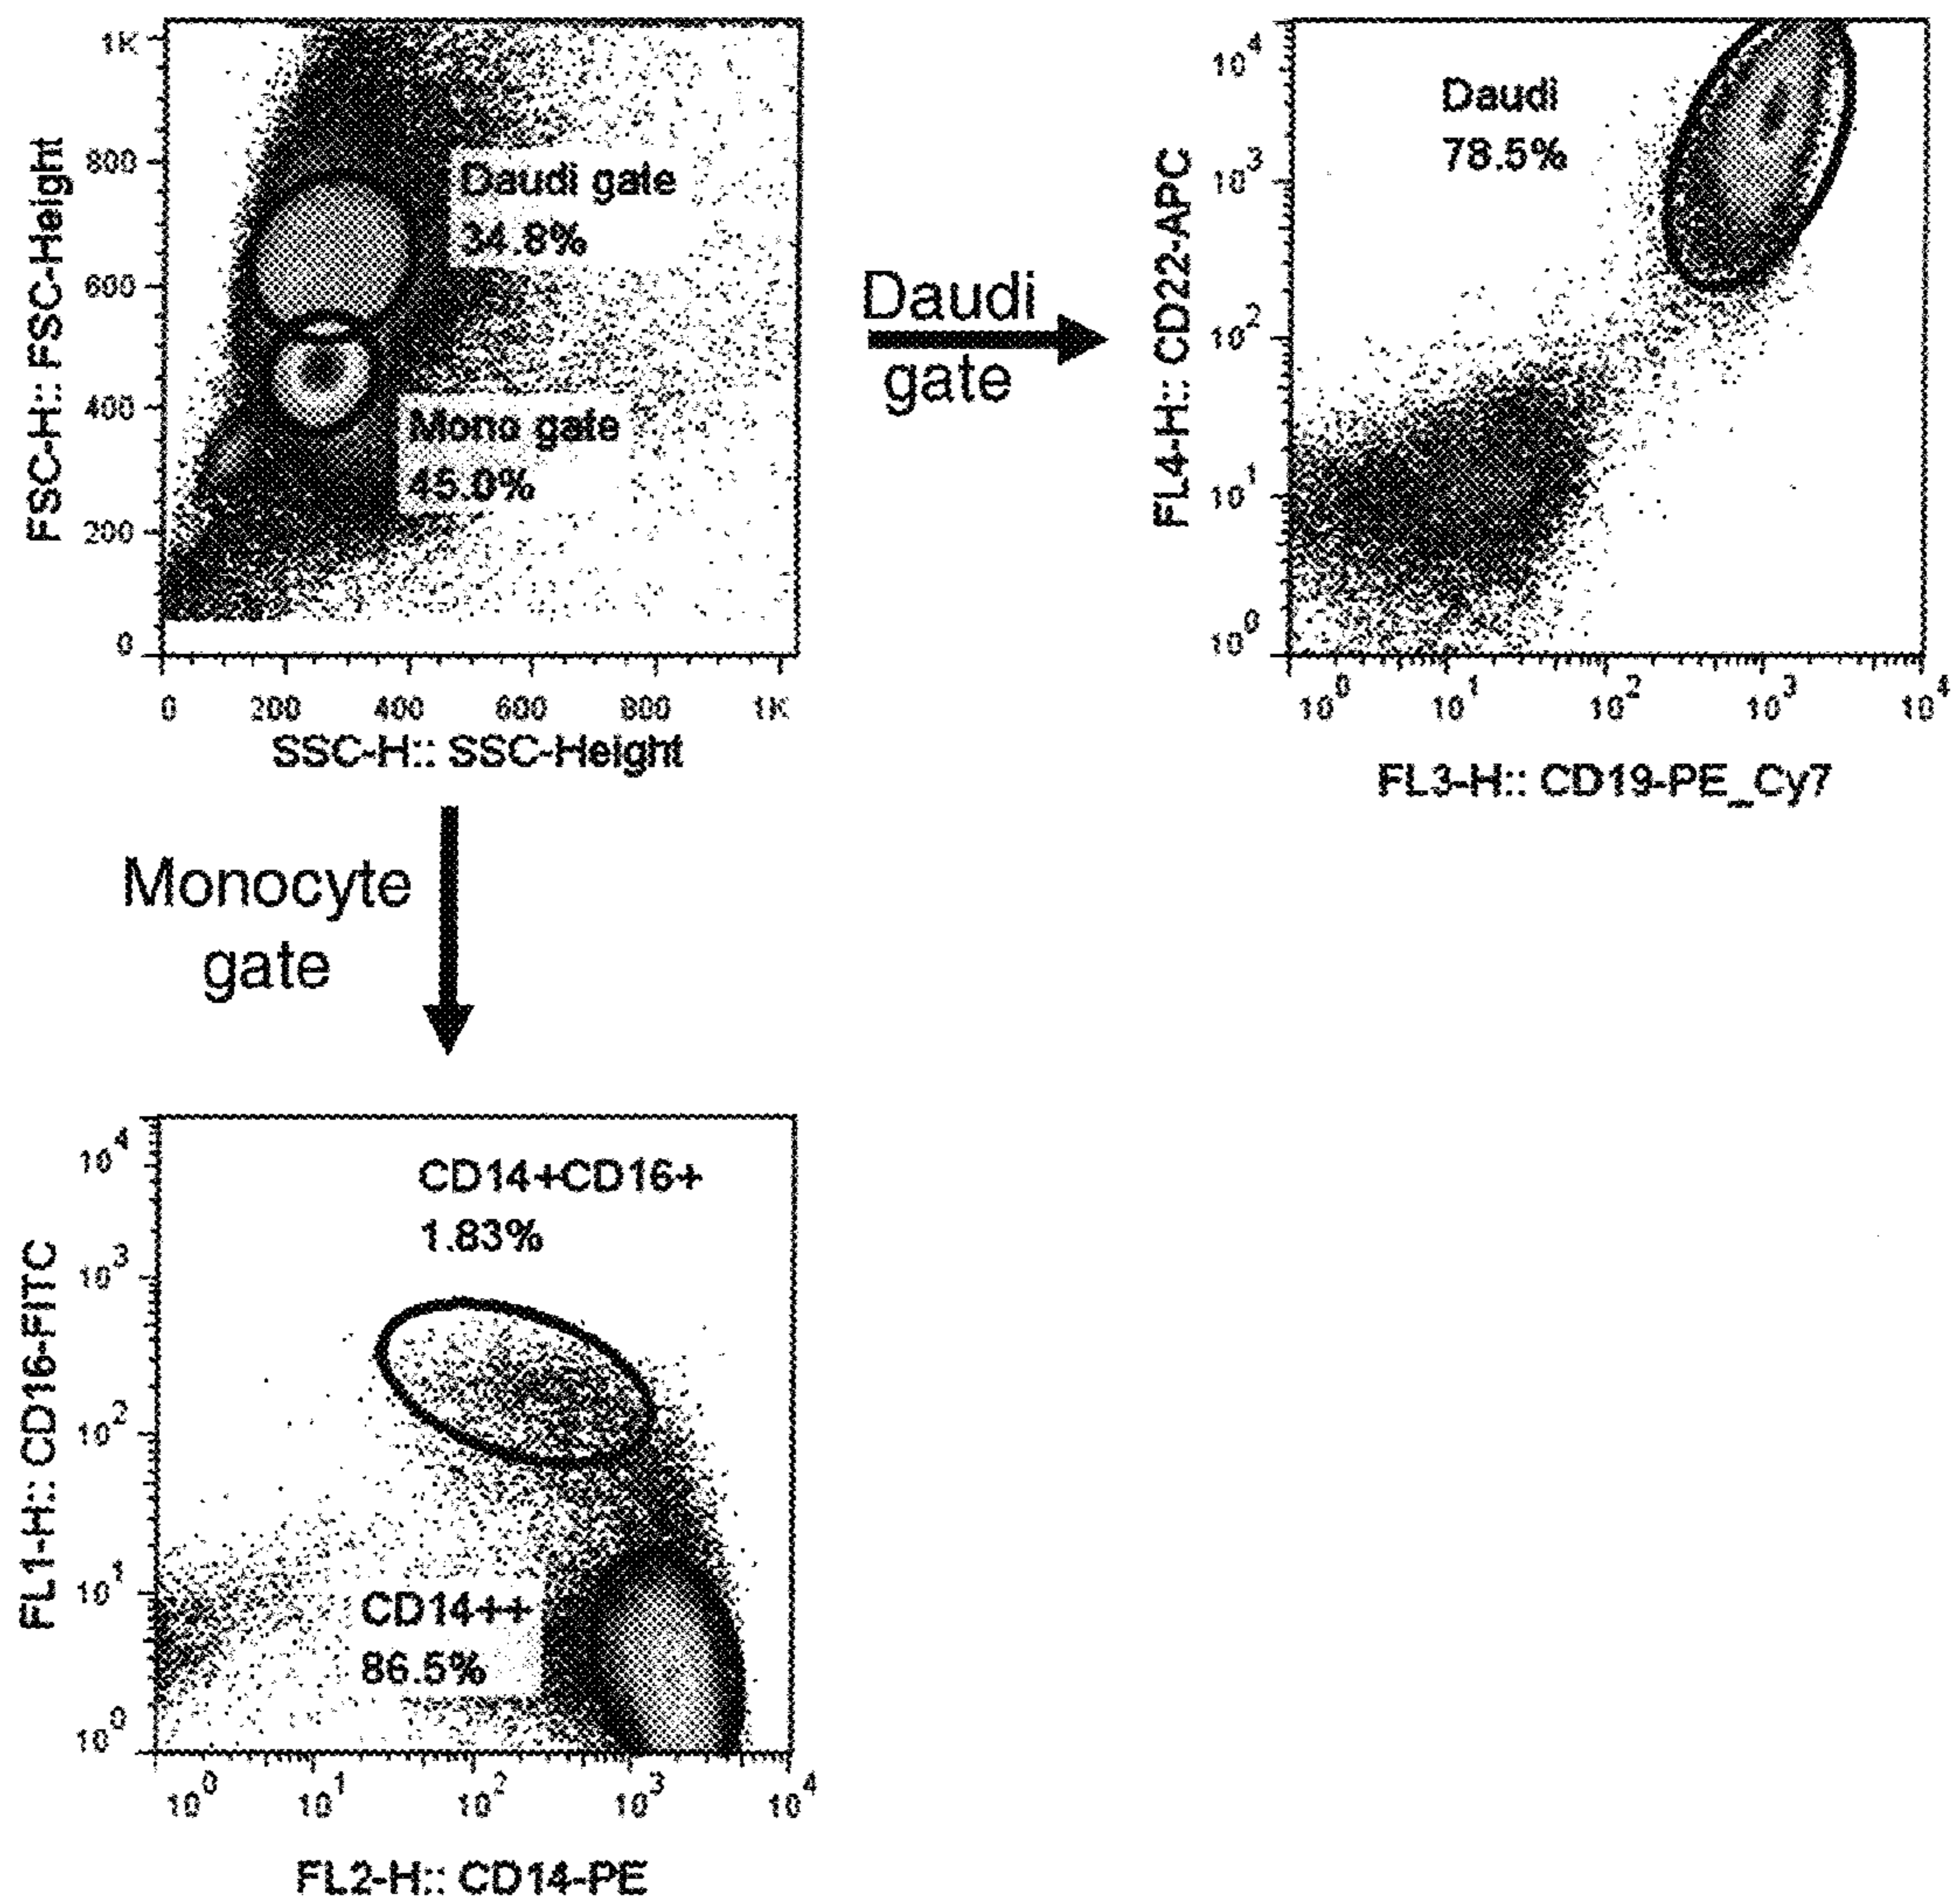 FSC-H:: FSC-Height
1K
800
600
400
200
0
Daudi gate
34.8%
Mono gate
45.0%
0 200 400 600 800 1K
SSC-H:: SSC-Height
Daudi
gate
FL4-H:: CD22-APC
10^4
10^3
10^2
10^1
10^0
Daudi
78.5%
10^0 10^1 10^2 10^3 10^4
FL3-H:: CD19-PE_Cy7
Monocyte
gate
FL1-H:: CD16-FITC
10^4
10^3
10^2
10^1
10^0
CD14+CD16+
1.83%
CD14++
86.5%
10^0 10^1 10^2 10^3 10^4
FL2-H:: CD14-PE